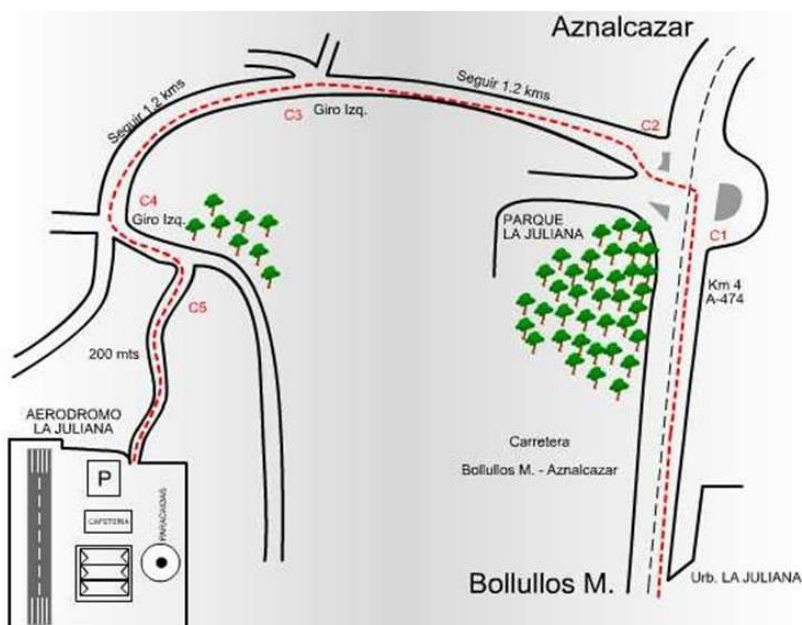 Aznalcazar
Seguir 1.2 kms
Seguir 1.2 kms
C2
C3
Giro Izq.
C4
Giro Izq.
PARQUE
LA JULIANA
C1
Km 4
A-474
C5
200 mts
AERODROMO
LA JULIANA
Carretera
Bollullos M. - Aznalcazar
P
CAFETERIA
PARACAIDAS
Bollullos M.
Urb. LA JULIANA